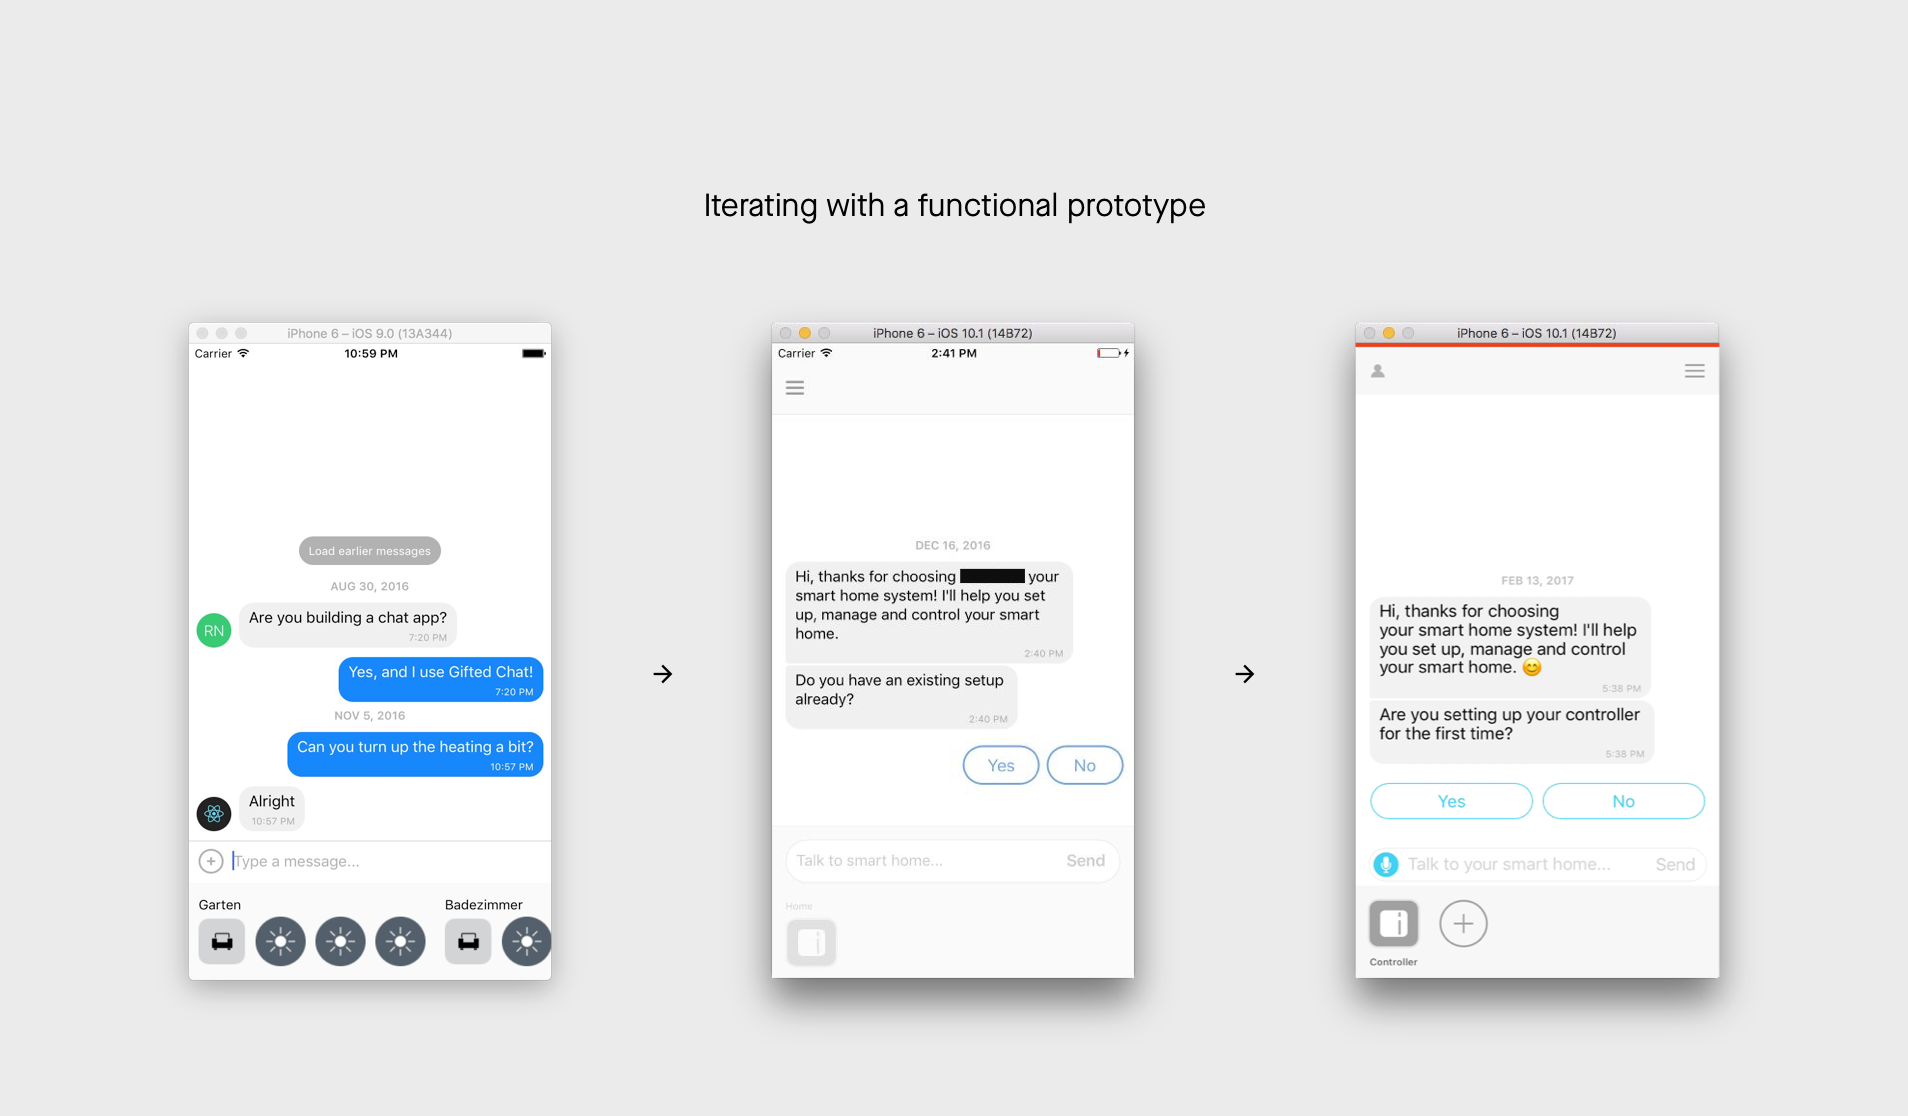 Iterating with a functional prototype
iPhone 6 – iOS 9.0 (13A344)
Carrier
10:59 PM
Load earlier messages
AUG 30, 2016
RN
Are you building a chat app?
7:20 PM
Yes, and I use Gifted Chat!
7:20 PM
NOV 5, 2016
Can you turn up the heating a bit?
10:57 PM
Alright
10:57 PM
Type a message...
Garten
Badezimmer
iPhone 6 – iOS 10.1 (14B72)
Carrier
2:41 PM
DEC 16, 2016
Hi, thanks for choosing your
smart home system! I'll help you set
up, manage and control your smart
home.
2:40 PM
Do you have an existing setup
already?
2:40 PM
Yes
No
Talk to smart home...
Send
Home
iPhone 6 – iOS 10.1 (14B72)
FEB 13, 2017
Hi, thanks for choosing
your smart home system! I'll help
you set up, manage and control
your smart home. 😊
5:38 PM
Are you setting up your controller
for the first time?
5:38 PM
Yes
No
Talk to your smart home...
Send
Controller